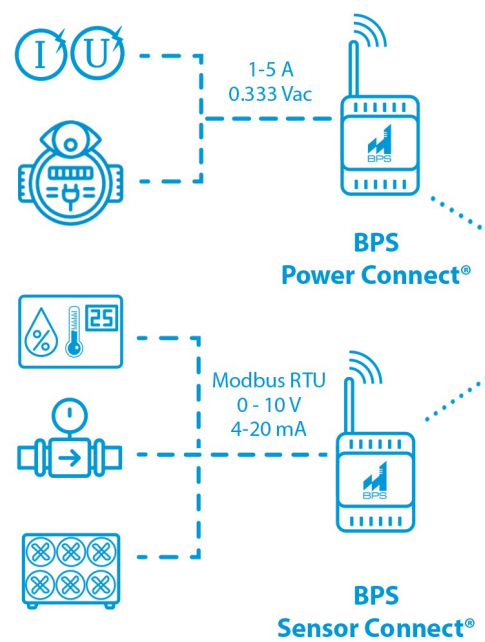 I U
1-5 A
0.333 Vac
BPS
BPS
Power Connect®
% 25
Modbus RTU
0 - 10 V
4-20 mA
BPS
BPS
Sensor Connect®